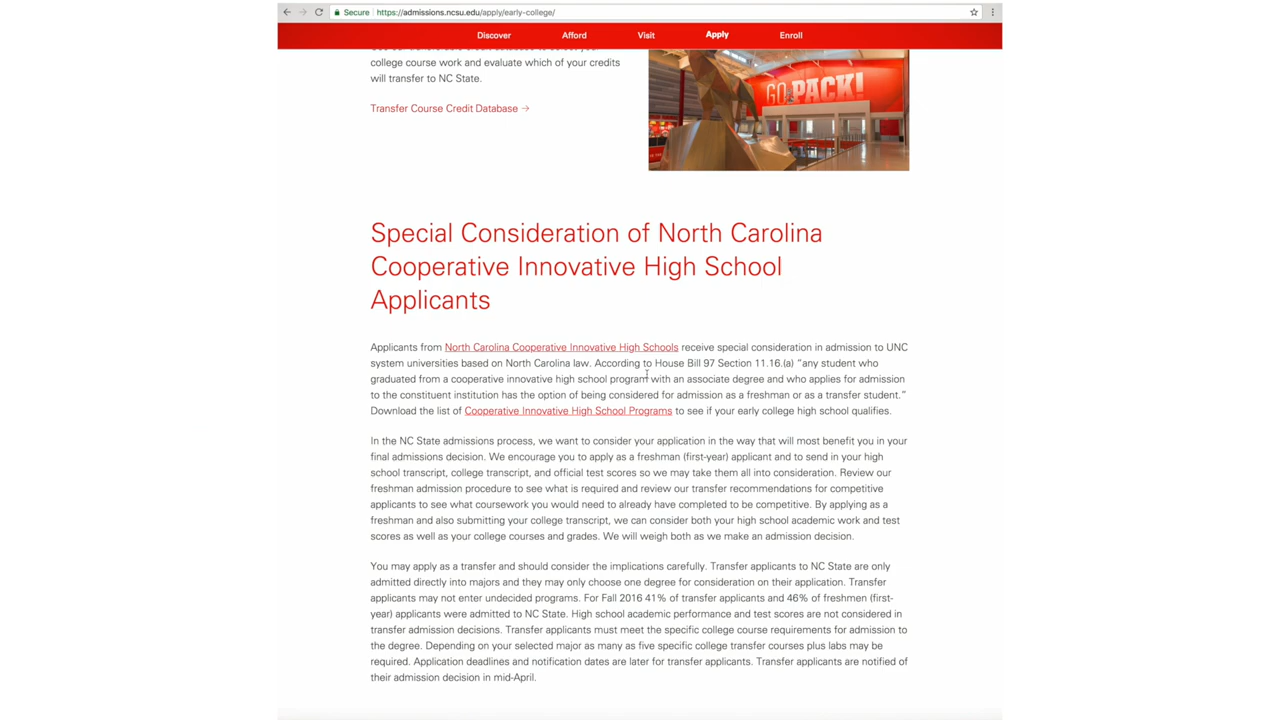 Secure https://admissions.ncsu.edu/apply/early-college/
Discover Afford Visit Apply Enroll
college course work and evaluate which of your credits
will transfer to NC State.
Transfer Course Credit Database →
GO PACK!
Special Consideration of North Carolina
Cooperative Innovative High School
Applicants
Applicants from North Carolina Cooperative Innovative High Schools receive special consideration in admission to UNC
system universities based on North Carolina law. According to House Bill 97 Section 11.16.(a) “any student who
graduated from a cooperative innovative high school program with an associate degree and who applies for admission
to the constituent institution has the option of being considered for admission as a freshman or as a transfer student.”
Download the list of Cooperative Innovative High School Programs to see if your early college high school qualifies.
In the NC State admissions process, we want to consider your application in the way that will most benefit you in your
final admissions decision. We encourage you to apply as a freshman (first-year) applicant and to send in your high
school transcript, college transcript, and official test scores so we may take them all into consideration. Review our
freshman admission procedure to see what is required and review our transfer recommendations for competitive
applicants to see what coursework you would need to already have completed to be competitive. By applying as a
freshman and also submitting your college transcript, we can consider both your high school academic work and test
scores as well as your college courses and grades. We will weigh both as we make an admission decision.
You may apply as a transfer and should consider the implications carefully. Transfer applicants to NC State are only
admitted directly into majors and they may only choose one degree for consideration on their application. Transfer
applicants may not enter undecided programs. For Fall 2016 41% of transfer applicants and 46% of freshmen (first-
year) applicants were admitted to NC State. High school academic performance and test scores are not considered in
transfer admission decisions. Transfer applicants must meet the specific college course requirements for admission to
the degree. Depending on your selected major as many as five specific college transfer courses plus labs may be
required. Application deadlines and notification dates are later for transfer applicants. Transfer applicants are notified of
their admission decision in mid-April.